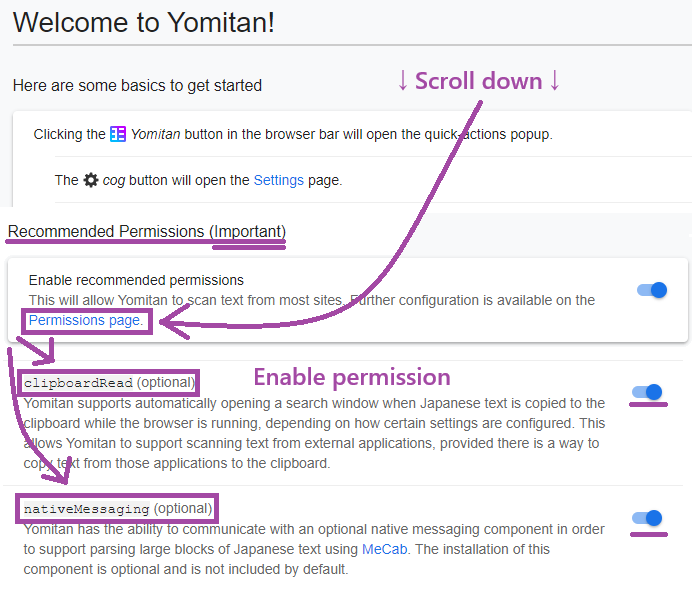 Welcome to Yomitan!
Here are some basics to get started
↓ Scroll down ↓
Clicking the Yomitan button in the browser bar will open the quick-actions popup.
The cog button will open the Settings page.
Recommended Permissions (Important)
Enable recommended permissions
This will allow Yomitan to scan text from most sites. Further configuration is available on the
Permissions page.
Enable permission
clipboardRead (optional)
Yomitan supports automatically opening a search window when Japanese text is copied to the
clipboard while the browser is running, depending on how certain settings are configured. This
allows Yomitan to support scanning text from external applications, provided there is a way to
copy text from those applications to the clipboard.
nativeMessaging (optional)
Yomitan has the ability to communicate with an optional native messaging component in order
to support parsing large blocks of Japanese text using MeCab. The installation of this
component is optional and is not included by default.